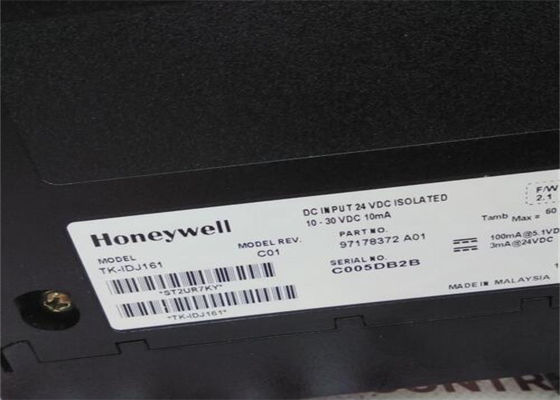 Honeywell
DC INPUT 24 VDC ISOLATED
10 - 30 VDC 10mA
MODEL
TK-IDJ161
MODEL REV.
C01
PART NO.
97178372 A01
SERIAL NO.
C005DB2B
F/W
2.1
Tamb Max = 60
100mA@5.1VD
3mA@24VDC
MADE IN MALAYSIA
*ST2UR7KY*
*TK-IDJ161*
CONTR